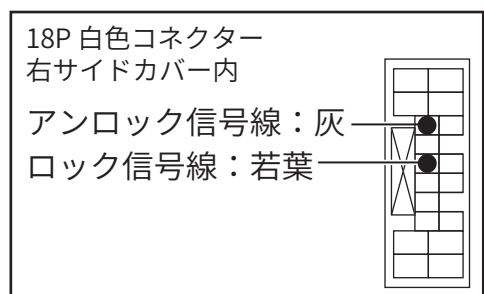 18P 白色コネクター
右サイドカバー内
アンロック信号線：灰
ロック信号線：若葉